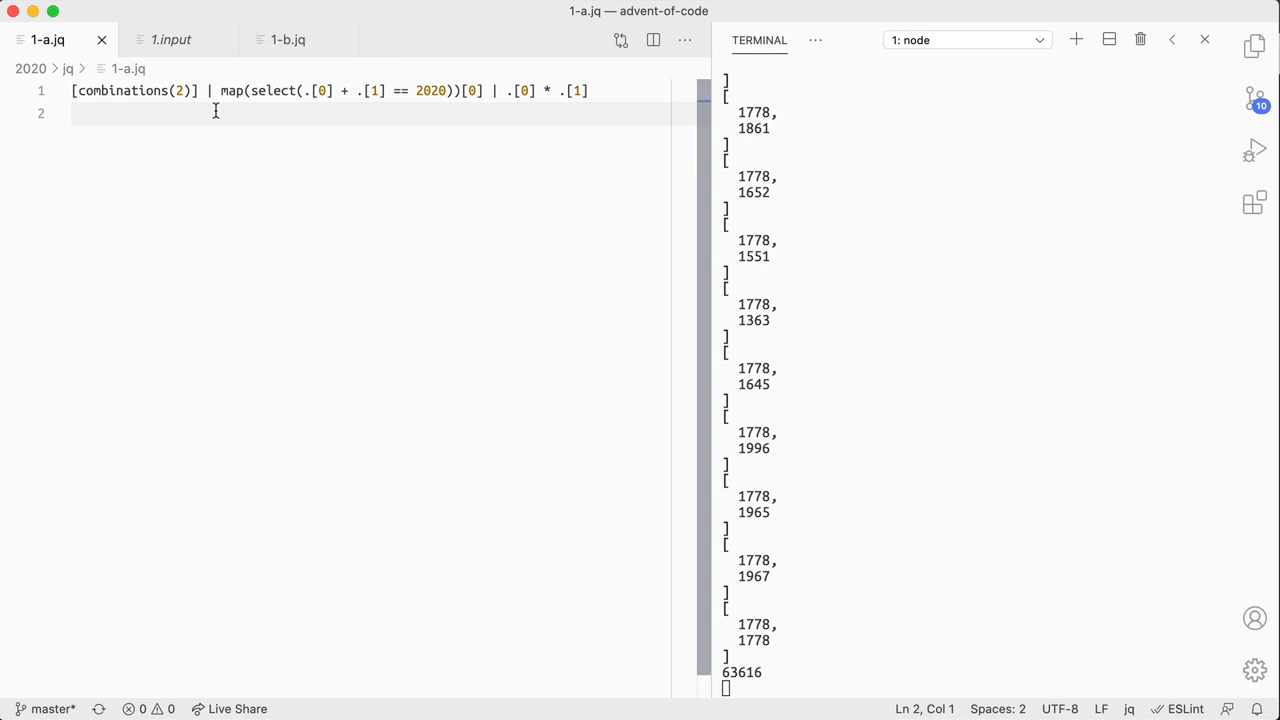 1-a.jq — advent-of-code
1-a.jq
1.input
1-b.jq
TERMINAL
1: node
2020 jq 1-a.jq
1 [combinations(2)] | map(select(.[0] + .[1] == 2020))[0] | .[0] * .[1]
2
]
[
1778,
1861
]
[
1778,
1652
]
[
1778,
1551
]
[
1778,
1363
]
[
1778,
1645
]
[
1778,
1996
]
[
1778,
1965
]
[
1778,
1967
]
[
1778,
1778
]
63616
10
master*
0
0
Live Share
Ln 2, Col 1
Spaces: 2
UTF-8
LF
jq
ESLint